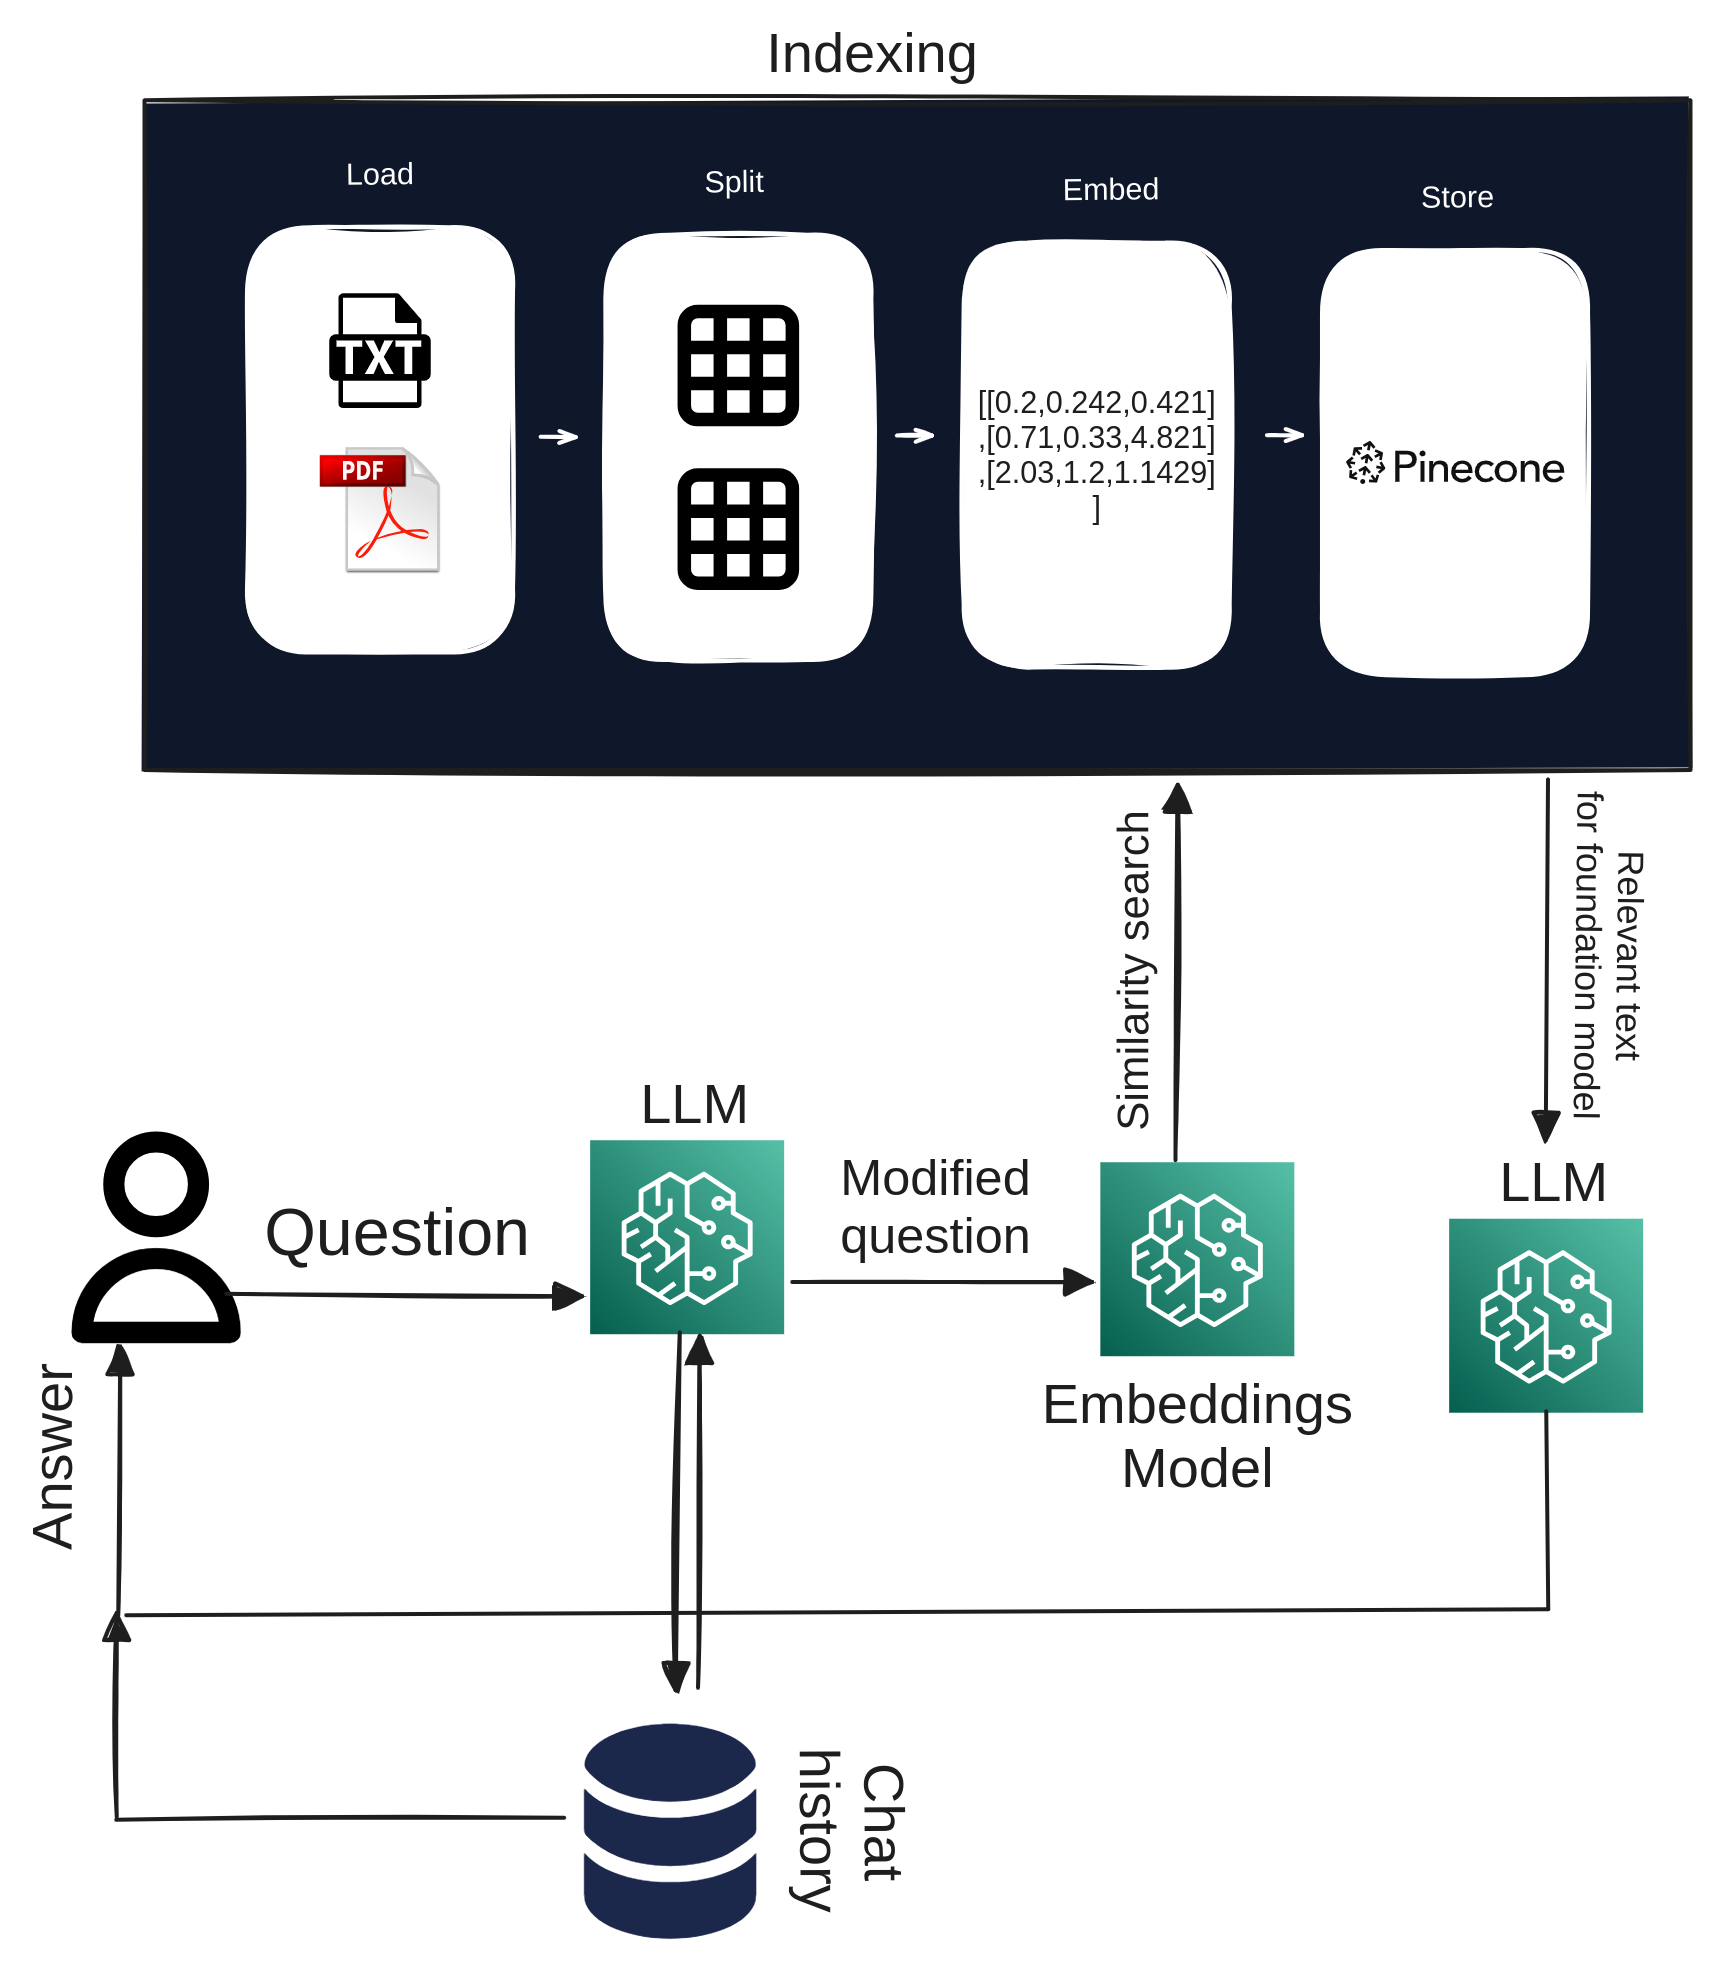 Indexing
Load
Split
Embed
Store
TXT
PDF
[[0.2,0.242,0.421]
,[0.71,0.33,4.821]
,[2.03,1.2,1.1429]
]
Pinecone
Similarity search
Relevant text
for foundation model
LLM
Question
Modified
question
LLM
Embeddings
Model
Answer
Chat
history